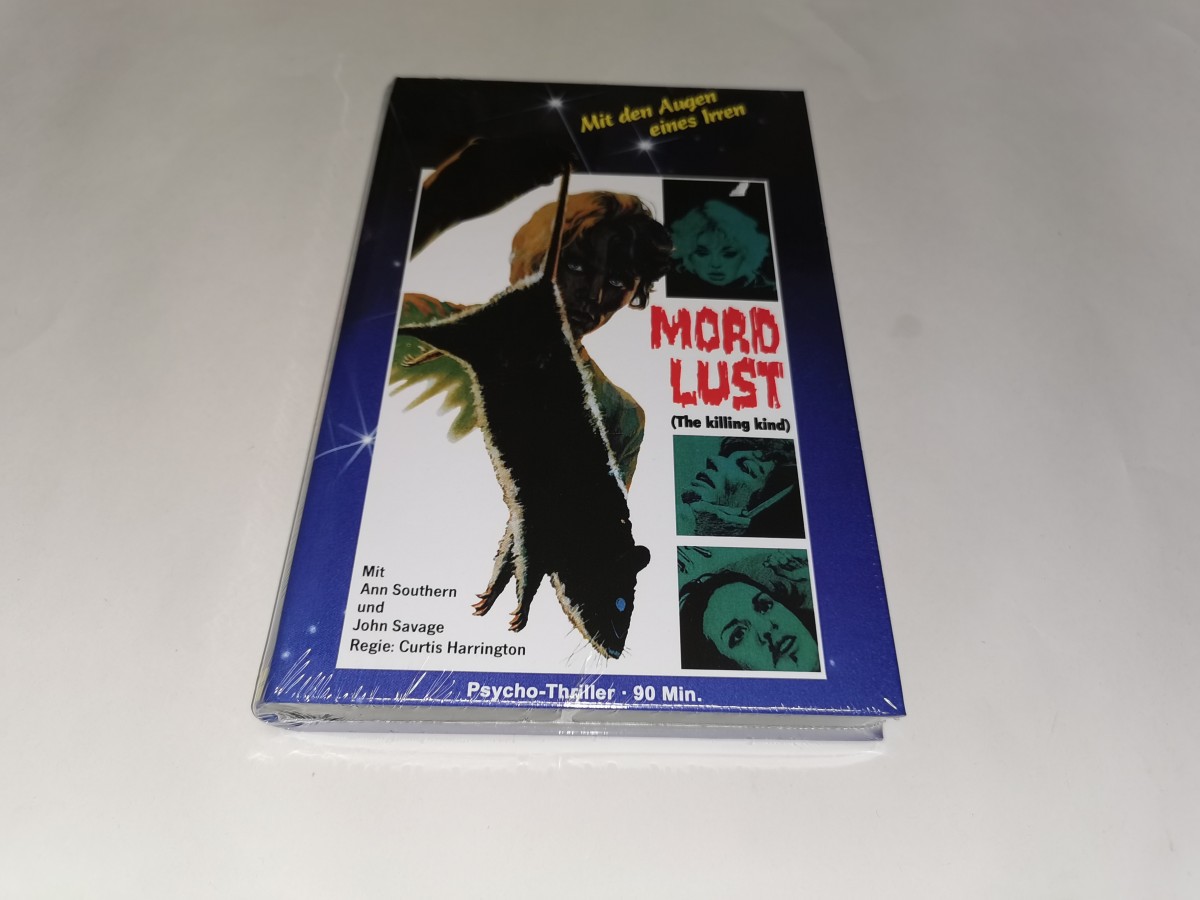 Mit den Augen
eines Irren
MORD
LUST
(The killing kind)
Mit
Ann Southern
und
John Savage
Regie: Curtis Harrington
Psycho-Thriller · 90 Min.